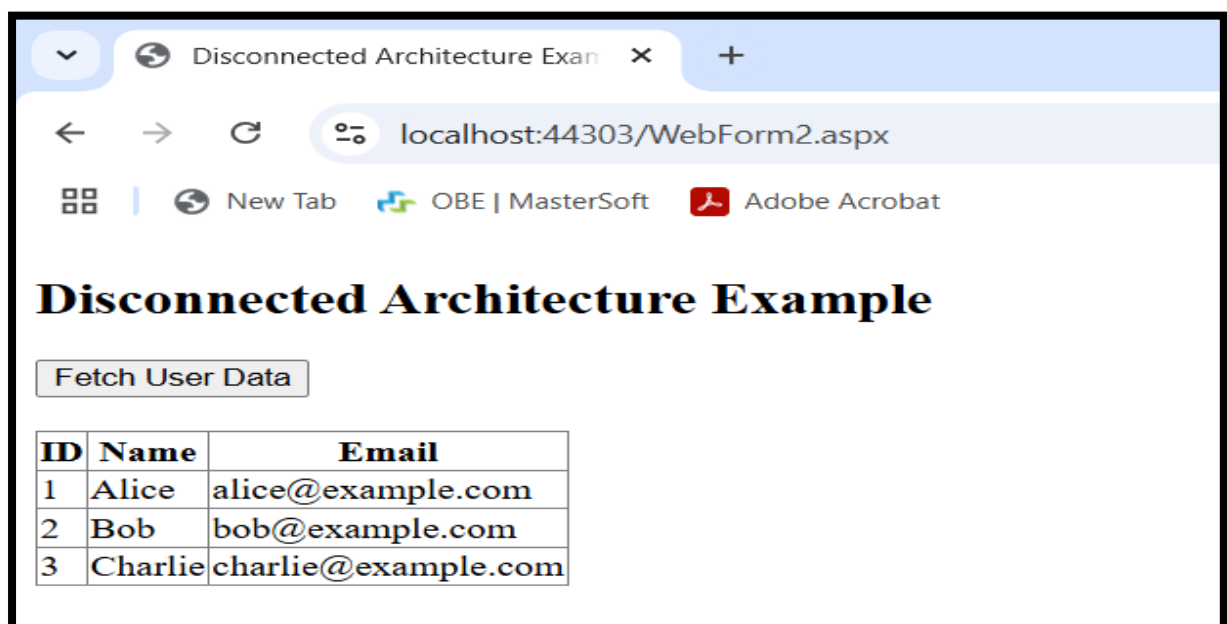 Disconnected Architecture Exam
localhost:44303/WebForm2.aspx
New Tab OBE | MasterSoft Adobe Acrobat
Disconnected Architecture Example
Fetch User Data
ID Name Email
1 Alice alice@example.com
2 Bob bob@example.com
3 Charlie charlie@example.com